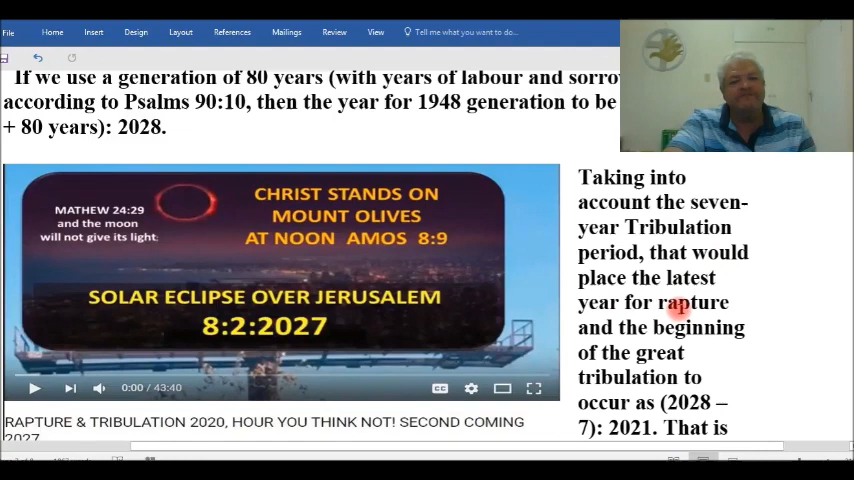 File Home Insert Design Layout References Mailings Review View Tell me what you want to do...
If we use a generation of 80 years (with years of labour and sorro
according to Psalms 90:10, then the year for 1948 generation to be
+ 80 years): 2028.
MATHEW 24:29
and the moon
will not give its light:
CHRIST STANDS ON
MOUNT OLIVES
AT NOON AMOS 8:9
SOLAR ECLIPSE OVER JERUSALEM
8:2:2027
0:00 / 43:40
CC
RAPTURE & TRIBULATION 2020, HOUR YOU THINK NOT! SECOND COMING
2027
Taking into
account the seven-
year Tribulation
period, that would
place the latest
year for rapture
and the beginning
of the great
tribulation to
occur as (2028 –
7): 2021. That is